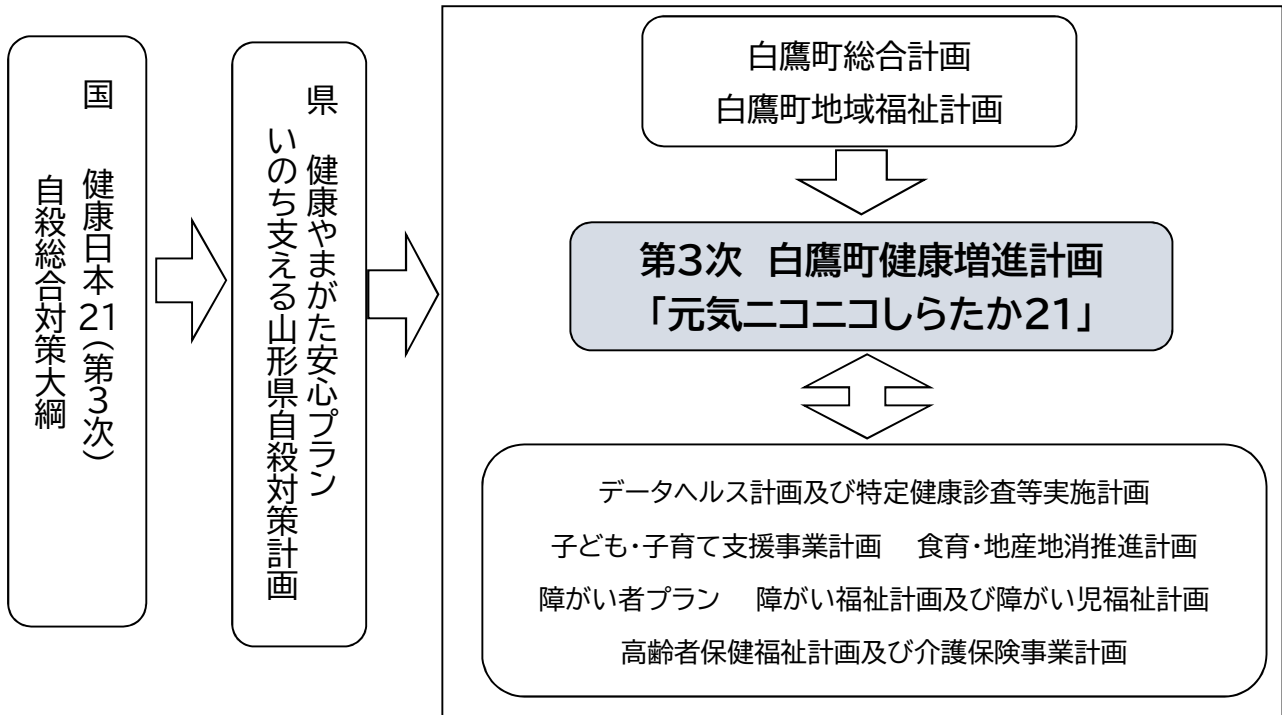 国　健康日本21（第3次）
自殺総合対策大綱
県　健康やまがた安心プラン
いのち支える山形県自殺対策計画
白鷹町総合計画
白鷹町地域福祉計画
第3次　白鷹町健康増進計画
「元気ニコニコしらたか21」
データヘルス計画及び特定健康診査等実施計画
子ども・子育て支援事業計画　食育・地産地消推進計画
障がい者プラン　障がい福祉計画及び障がい児福祉計画
高齢者保健福祉計画及び介護保険事業計画